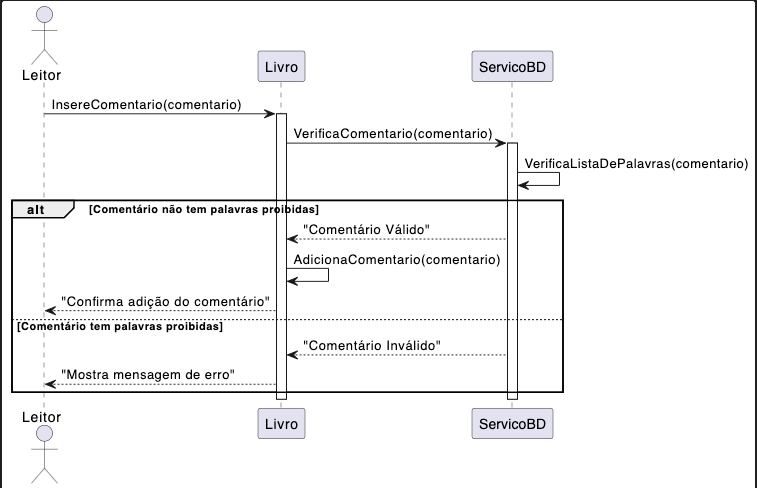 Leitor
Livro
ServicoBD
InsereComentario(comentario)
VerificaComentario(comentario)
VerificaListaDePalavras(comentario)
alt
[Comentário não tem palavras proibidas]
"Comentário Válido"
AdicionaComentario(comentario)
"Confirma adição do comentário"
[Comentário tem palavras proibidas]
"Comentário Inválido"
"Mostra mensagem de erro"
Leitor
Livro
ServicoBD